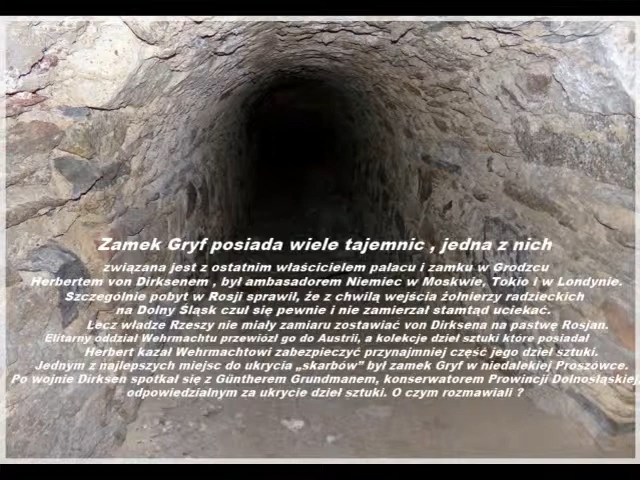 Zamek Gryf posiada wiele tajemnic , jedna z nich
związana jest z ostatnim właścicielem pałacu i zamku w Grodzcu
Herbertem von Dirksenem , był ambasadorem Niemiec w Moskwie, Tokio i w Londynie.
Szczególnie pobyt w Rosji sprawił, że z chwilą wejścia żołnierzy radzieckich
na Dolny Śląsk czuł się pewnie i nie zamierzał stamtąd uciekać.
Lecz władze Rzeszy nie miały zamiaru zostawiać von Dirksena na pastwę Rosjan.
Elitarny oddział Wehrmachtu przewiózł go do Austrii, a kolekcje dzieł sztuki które posiadał
Herbert kazał Wehrmachtowi zabezpieczyć przynajmniej część jego dzieł sztuki.
Jednym z najlepszych miejsc do ukrycia „skarbów” był zamek Gryf w niedalekiej Proszówce.
Po wojnie Dirksen spotkał się z Güntherem Grundmanem, konserwatorem Prowincji Dolnośląskiej,
odpowiedzialnym za ukrycie dzieł sztuki. O czym rozmawiali ?